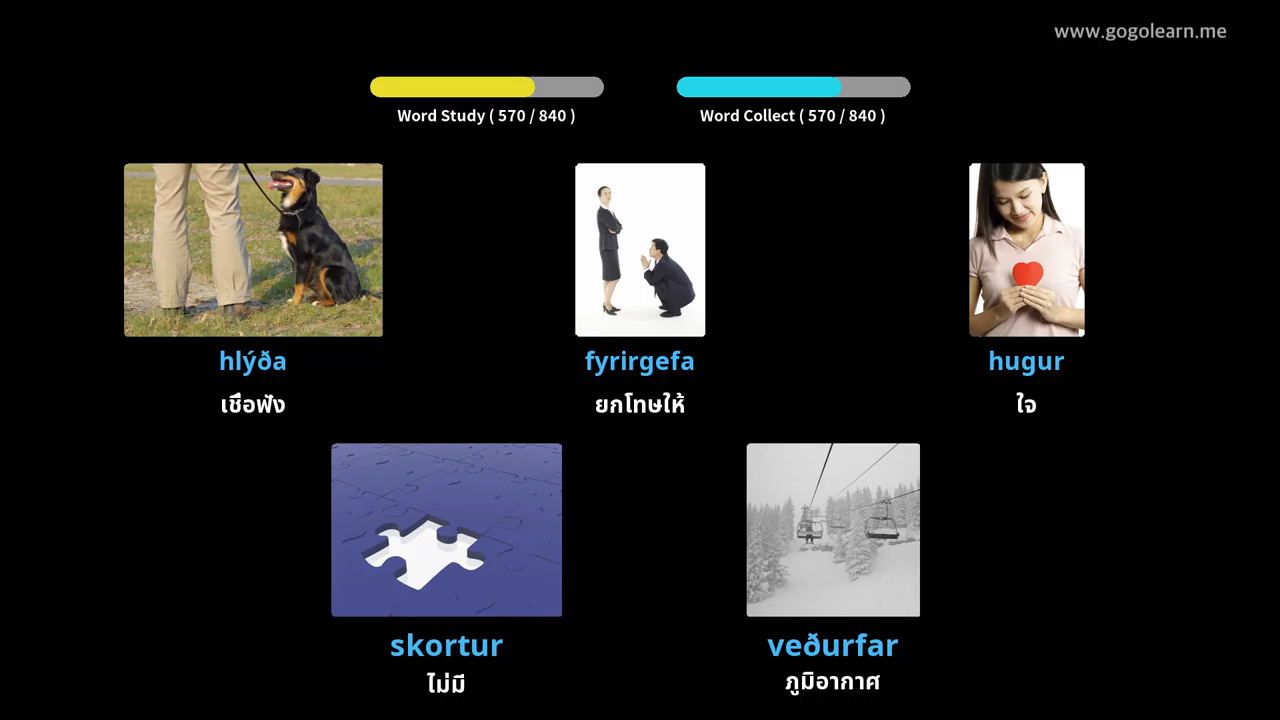 www.gogolearn.me
Word Study ( 570 / 840 )
Word Collect ( 570 / 840 )
hlýða
เชื่อฟัง
fyrirgefa
ยกโทษให้
hugur
ใจ
skortur
ไม่มี
veðurfar
ภูมิอากาศ